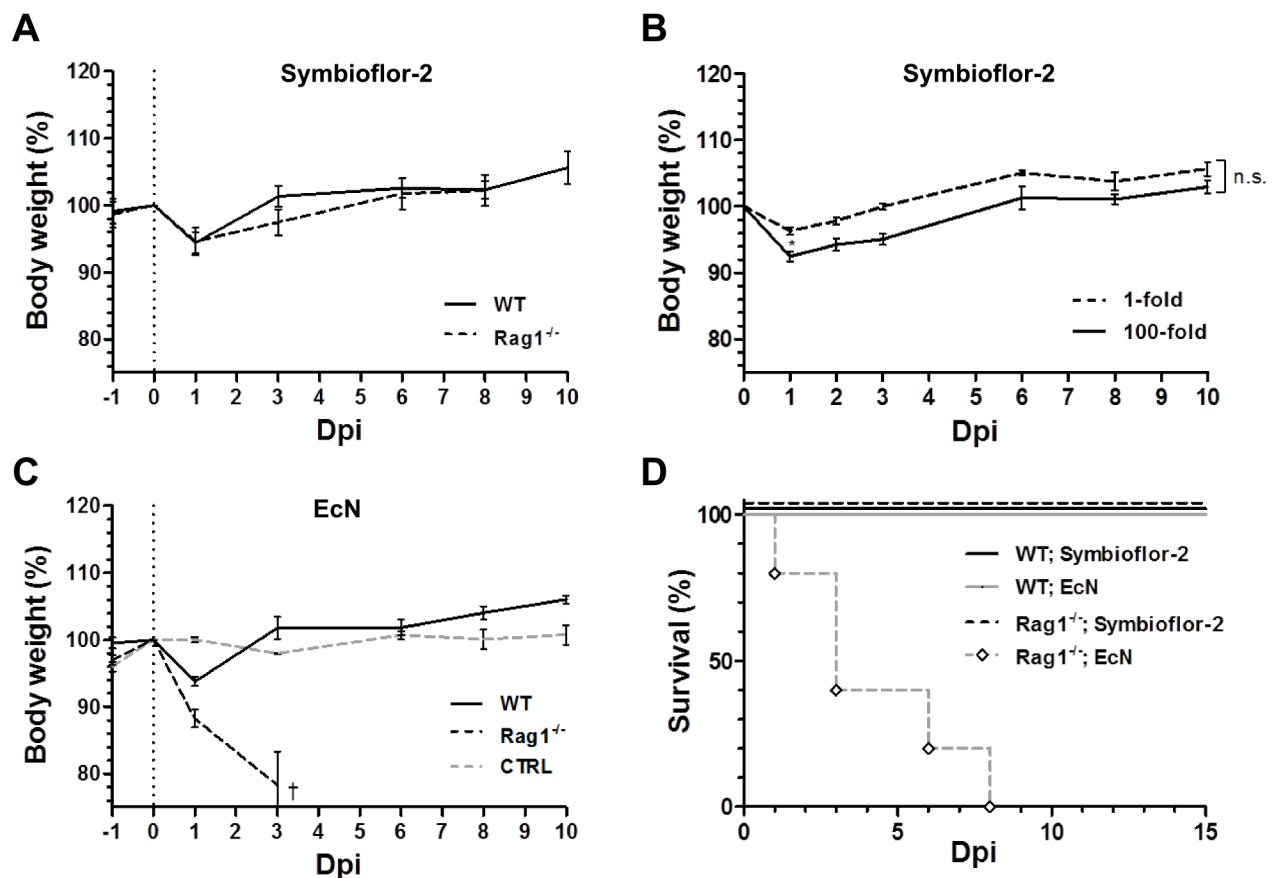 A
Symbioflor-2
Body weight (%)
120
110
100
90
80
-1 0 1 2 3 4 5 6 7 8 9 10
Dpi
WT
Rag1-/-
B
Symbioflor-2
Body weight (%)
120
110
100
90
80
0 1 2 3 4 5 6 7 8 9 10
Dpi
*
n.s.
1-fold
100-fold
C
EcN
Body weight (%)
120
110
100
90
80
-1 0 1 2 3 4 5 6 7 8 9 10
Dpi
†
WT
Rag1-/-
CTRL
D
Survival (%)
100
50
0
0 5 10 15
Dpi
WT; Symbioflor-2
WT; EcN
Rag1-/-; Symbioflor-2
Rag1-/-; EcN